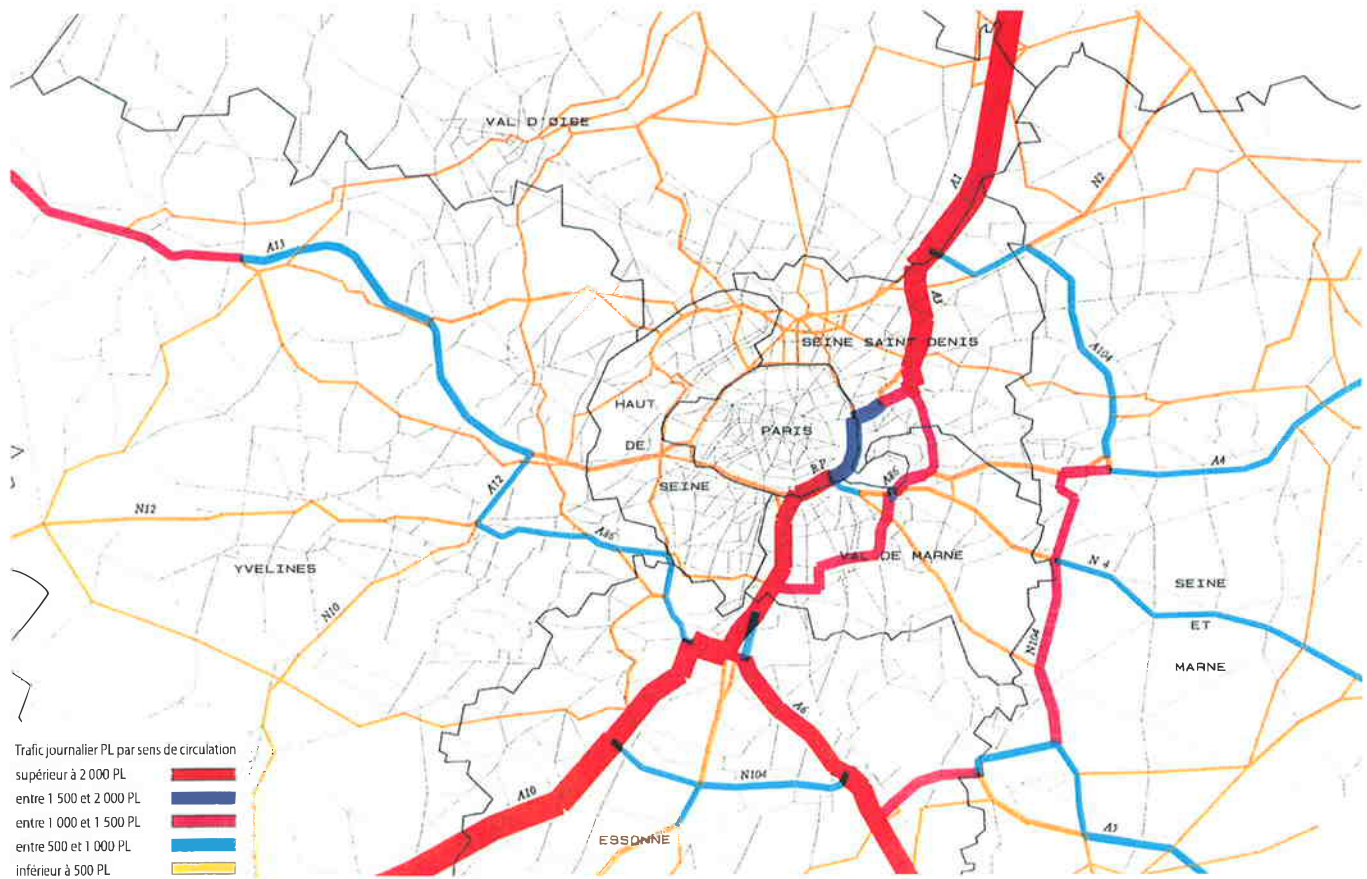 VAL D'OISE
A1
N2
A13
A3
SEINE SAINT DENIS
A104
HAUT
DE
SEINE
PARIS
B.P
A86
A4
A12
N12
A86
VAL DE MARNE
N 4
YVELINES
SEINE
ET
MARNE
N10
N104
A6
N104
A10
A5
ESSONNE
Trafic journalier PL par sens de circulation
supérieur à 2 000 PL
entre 1 500 et 2 000 PL
entre 1 000 et 1 500 PL
entre 500 et 1 000 PL
inférieur à 500 PL